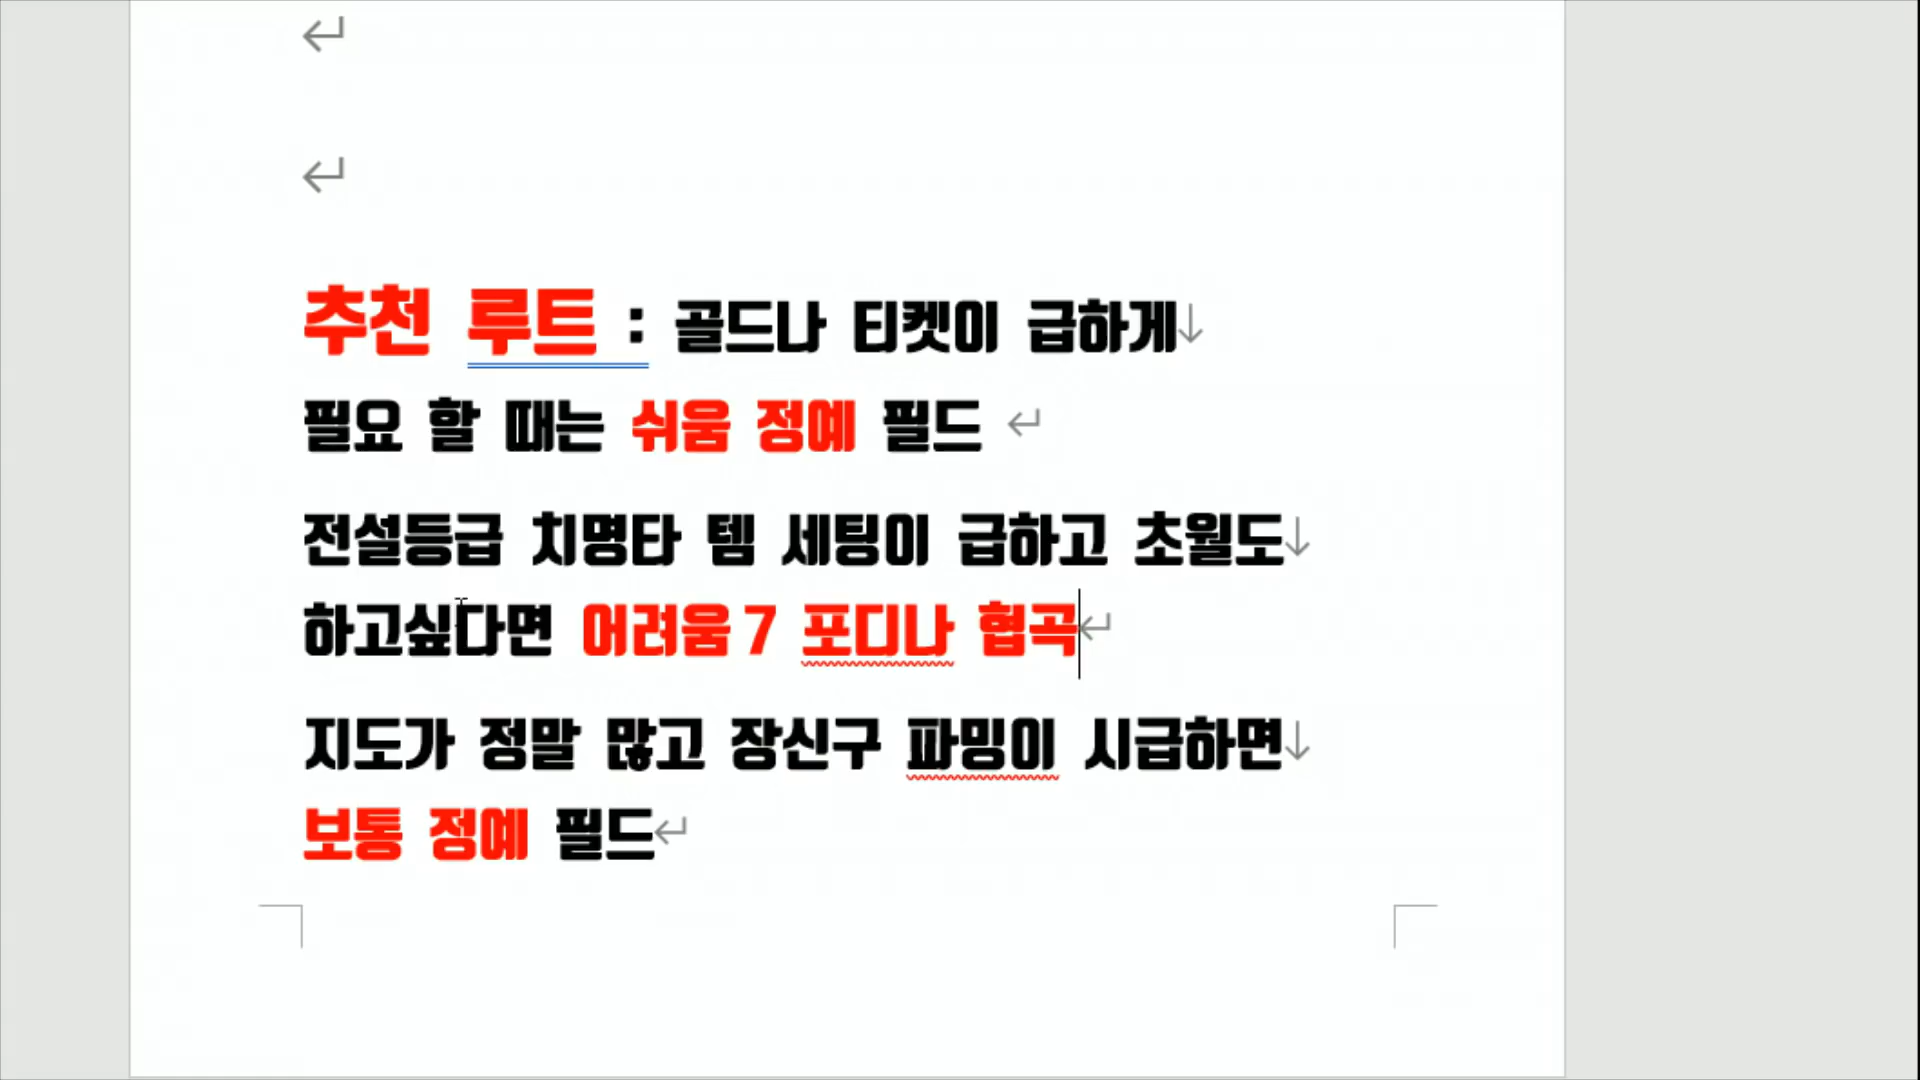 추천 루트 : 골드나 티켓이 급하게
필요 할 때는 쉬움 정예 필드
전설등급 치명타 템 세팅이 급하고 초월도
하고싶다면 어려움 7 포디나 협곡
지도가 정말 많고 장신구 파밍이 시급하면
보통 정예 필드